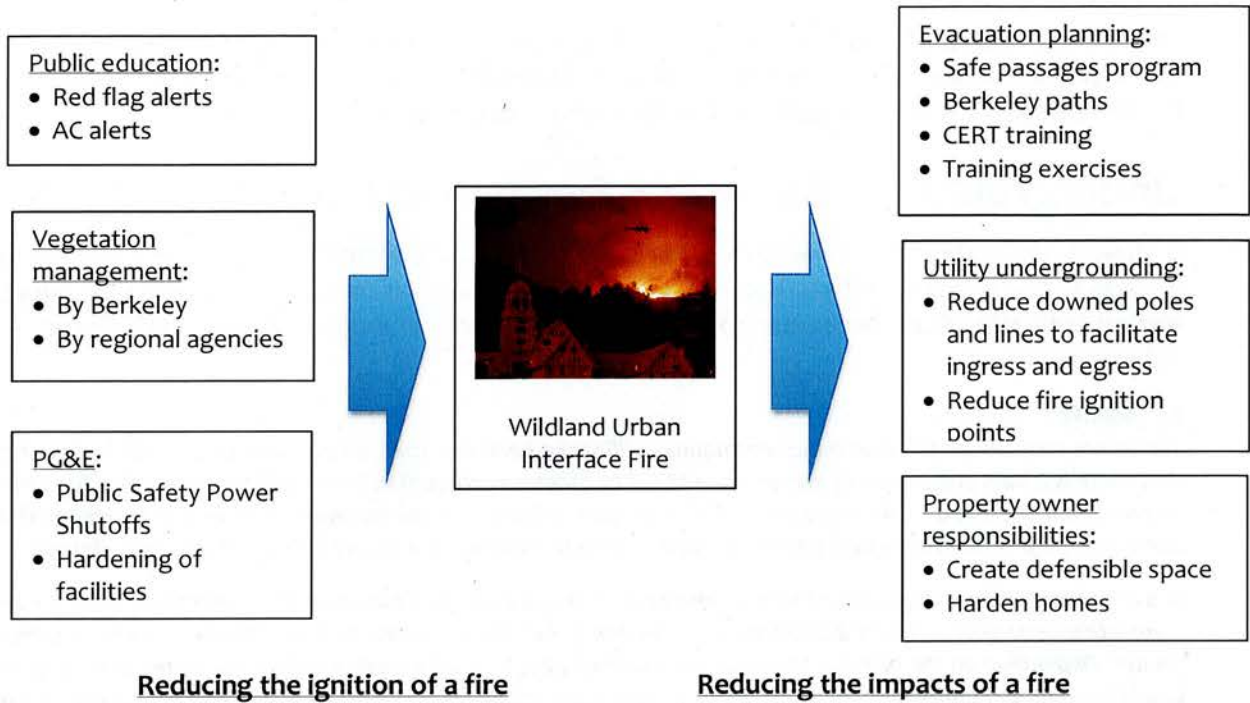 Public education:
• Red flag alerts
• AC alerts
Vegetation
management:
• By Berkeley
• By regional agencies
PG&E:
• Public Safety Power
Shutoffs
• Hardening of
facilities
Wildland Urban
Interface Fire
Evacuation planning:
• Safe passages program
• Berkeley paths
• CERT training
• Training exercises
Utility undergrounding:
• Reduce downed poles
and lines to facilitate
ingress and egress
• Reduce fire ignition
points
Property owner
responsibilities:
• Create defensible space
• Harden homes
Reducing the ignition of a fire
Reducing the impacts of a fire